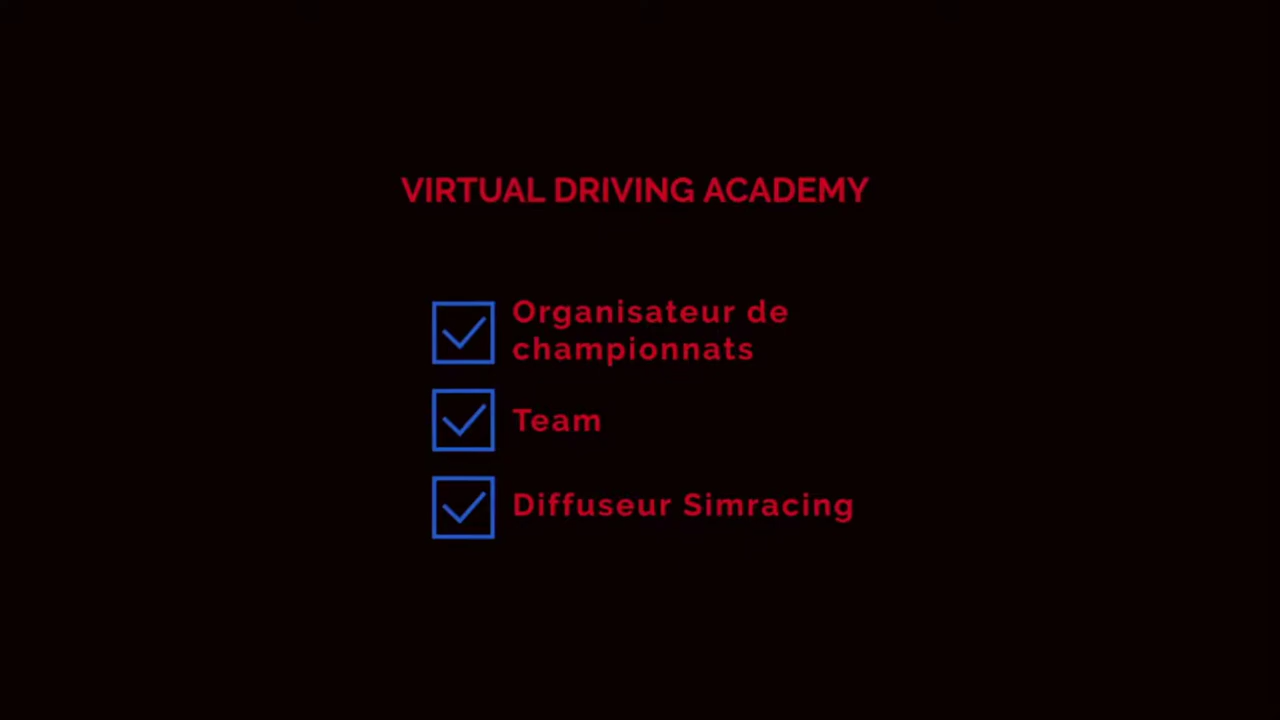 VIRTUAL DRIVING ACADEMY
Organisateur de
championnats
Team
Diffuseur Simracing